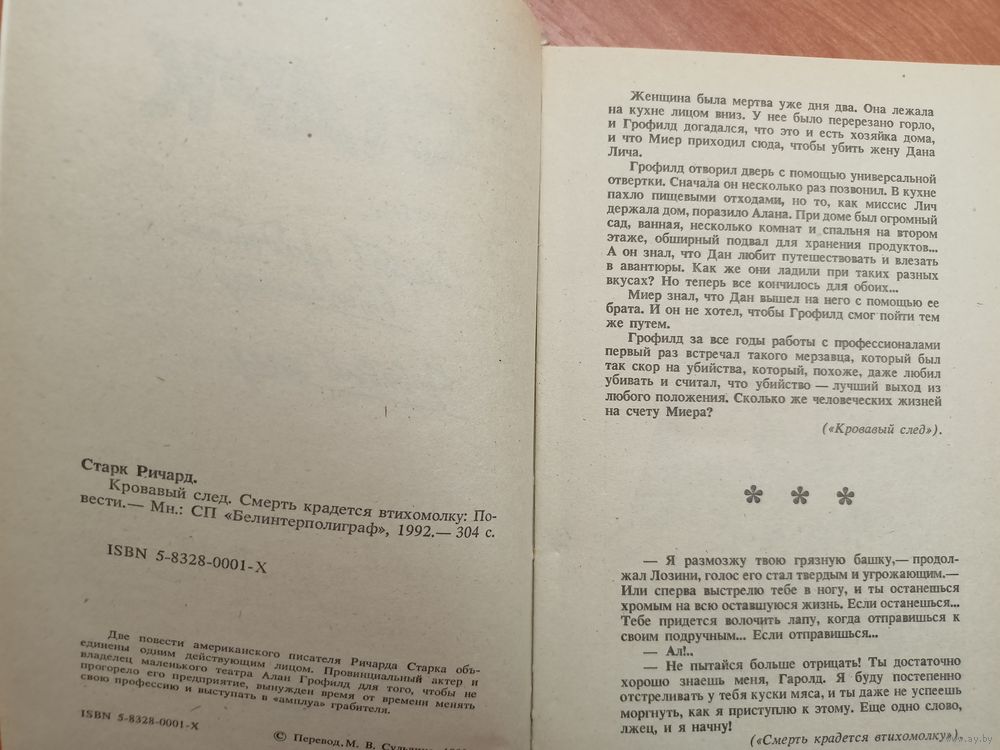 Старк Ричард.
Кровавый след. Смерть крадется втихомолку: По-
вести.— Мн.: СП «Белинтерполиграф», 1992.— 304 с.
ISBN 5-8328-0001-X
Две повести американского писателя Ричарда Старка объ-
единены одним действующим лицом. Провинциальный актер и
владелец маленького театра Алан Грофилд для того, чтобы не
прогорело его предприятие, вынужден время от времени менять
свою профессию и выступать в «амплуа» грабителя.
ISBN 5-8328-0001-X
© Перевод, М. В.
Женщина была мертва уже дня два. Она лежала
на кухне лицом вниз. У нее было перерезано горло,
и Грофилд догадался, что это и есть хозяйка дома,
и что Миер приходил сюда, чтобы убить жену Дана
Лича.
Грофилд отворил дверь с помощью универсальной
отвертки. Сначала он несколько раз позвонил. В кухне
пахло пищевыми отходами, но то, как миссис Лич
держала дом, поразило Алана. При доме был огромный
сад, ванная, несколько комнат и спальня на втором
этаже, обширный подвал для хранения продуктов...
А он знал, что Дан любит путешествовать и влезать
в авантюры. Как же они ладили при таких разных
вкусах? Но теперь все кончилось для обоих...
Миер знал, что Дан вышел на него с помощью ее
брата. И он не хотел, чтобы Грофилд смог пойти тем
же путем.
Грофилд за все годы работы с профессионалами
первый раз встречал такого мерзавца, который был
так скор на убийства, который, похоже, даже любил
убивать и считал, что убийство — лучший выход из
любого положения. Сколько же человеческих жизней
на счету Миера?
(«Кровавый след»).
* * *
— Я размозжу твою грязную башку,— продол-
жал Лозини, голос его стал твердым и угрожающим.—
Или сперва выстрелю тебе в ногу, и ты останешься
хромым на всю оставшуюся жизнь. Если останешься...
Тебе придется волочить лапу, когда отправишься к
своим подручным... Если отправишься...
— Ал!..
— Не пытайся больше отрицать! Ты достаточно
хорошо знаешь меня, Гаролд. Я буду постепенно
отстреливать у тебя куски мяса, и ты даже не успеешь
моргнуть, как я приступлю к этому. Еще одно слово,
лжец, и я начну!
(«Смерть крадется втихомолку»).
www.ay.by